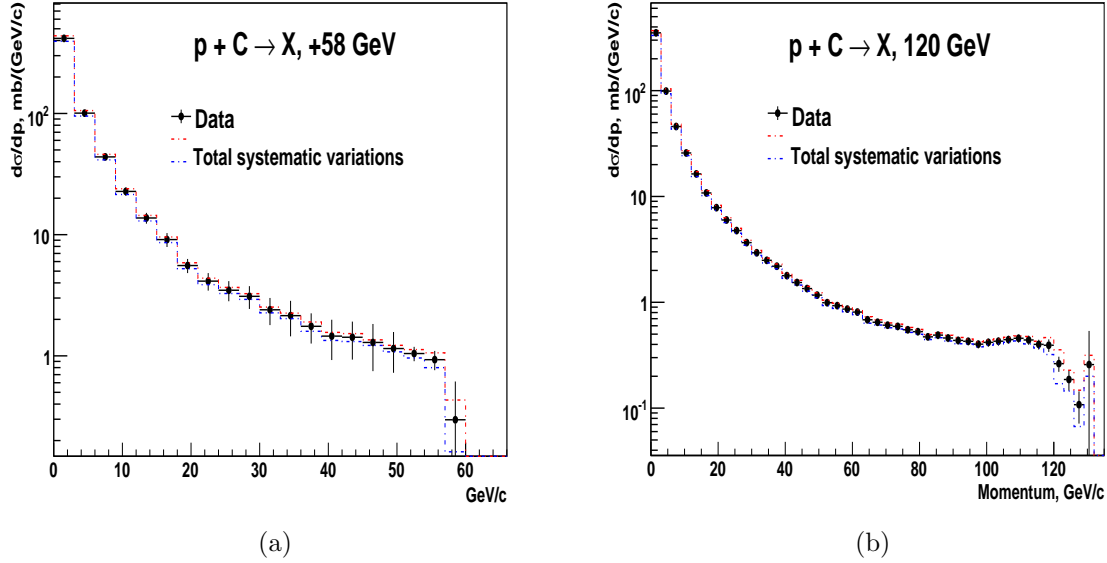 dσ/dp, mb/(GeV/c)
p + C → X, +58 GeV
Data
Total systematic variations
10²
10
1
0 10 20 30 40 50 60
GeV/c
(a)
dσ/dp, mb/(GeV/c)
p + C → X, 120 GeV
Data
Total systematic variations
10²
10
1
10⁻¹
0 20 40 60 80 100 120
Momentum, GeV/c
(b)